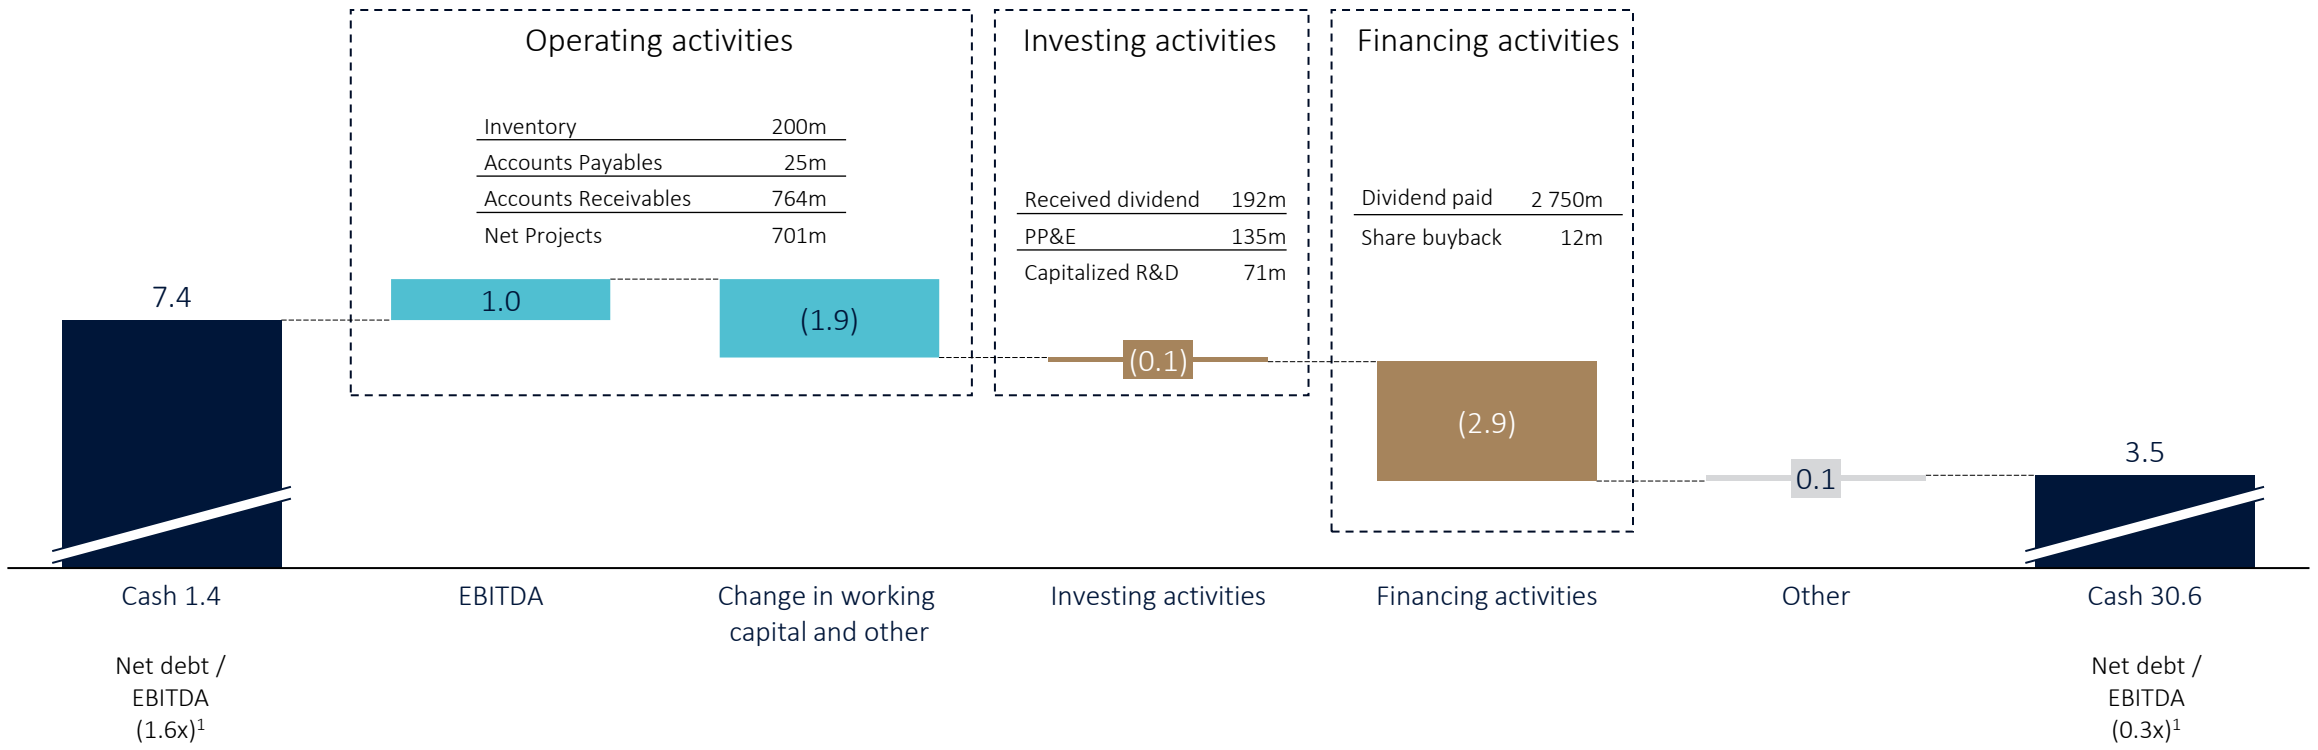 Operating activities
Investing activities
Financing activities
Inventory 200m
Accounts Payables 25m
Accounts Receivables 764m
Net Projects 701m
Received dividend 192m
PP&E 135m
Capitalized R&D 71m
Dividend paid 2 750m
Share buyback 12m
7.4
1.0
(1.9)
(0.1)
(2.9)
0.1
3.5
Cash 1.4
EBITDA
Change in working
capital and other
Investing activities
Financing activities
Other
Cash 30.6
Net debt /
EBITDA
(1.6x)¹
Net debt /
EBITDA
(0.3x)¹